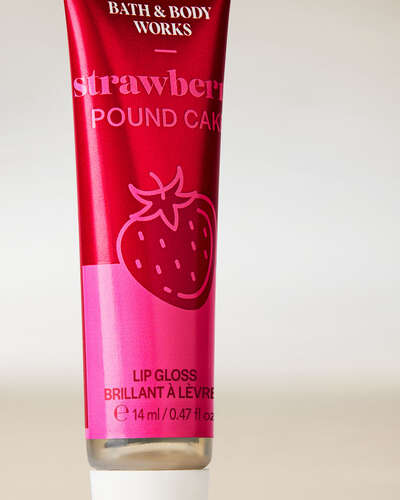 BATH & BODY
WORKS
strawberr
POUND CAK
LIP GLOSS
BRILLANT À LÈVRE
℮ 14 ml / 0.47 fl oz